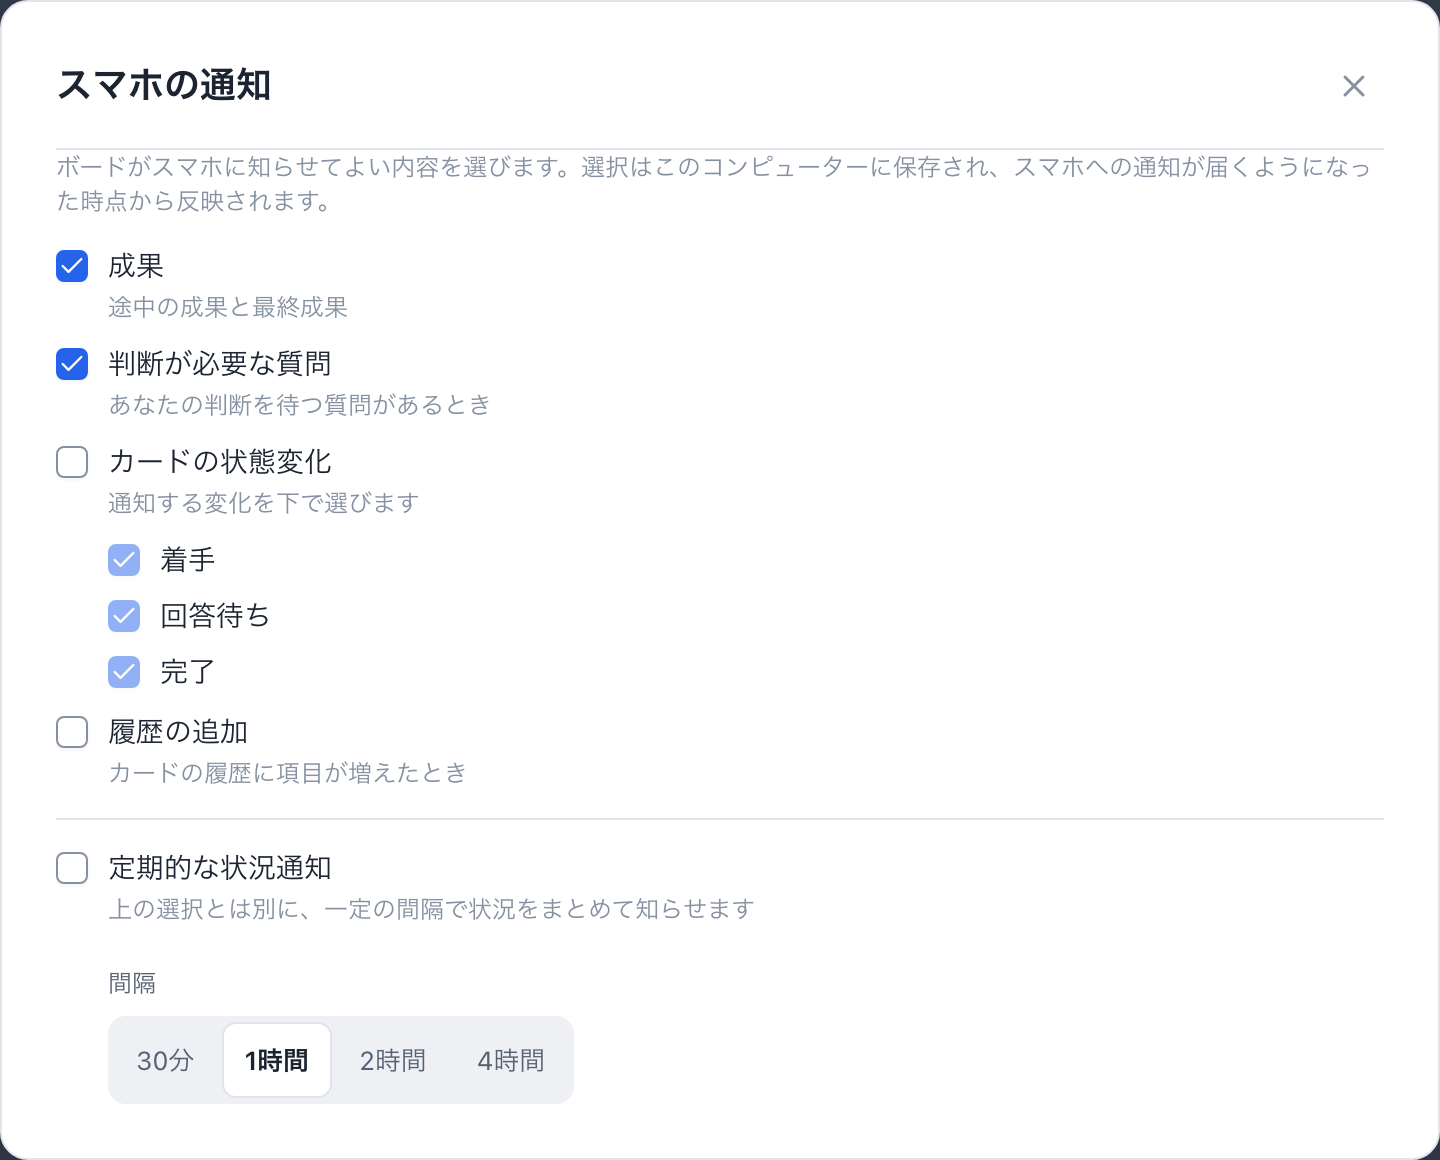 スマホの通知
ボードがスマホに知らせてよい内容を選びます。選択はこのコンピューターに保存され、スマホへの通知が届くようになっ
た時点から反映されます。
成果
途中の成果と最終成果
判断が必要な質問
あなたの判断を待つ質問があるとき
カードの状態変化
通知する変化を下で選びます
着手
回答待ち
完了
履歴の追加
カードの履歴に項目が増えたとき
定期的な状況通知
上の選択とは別に、一定の間隔で状況をまとめて知らせます
間隔
30分 1時間 2時間 4時間